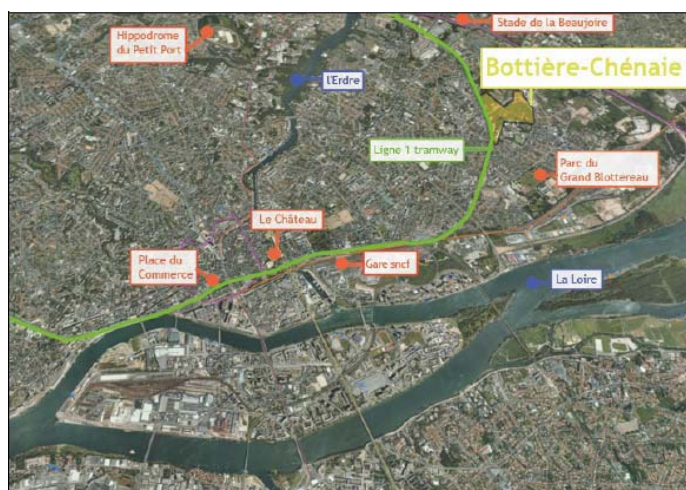 Stade de la Beaujoire
Hippodrome
du Petit Port
Bottière-Chénaie
l'Erdre
Ligne 1 tramway
Parc du
Grand Blottereau
Le Château
Place du
Commerce
Gare sncf
La Loire